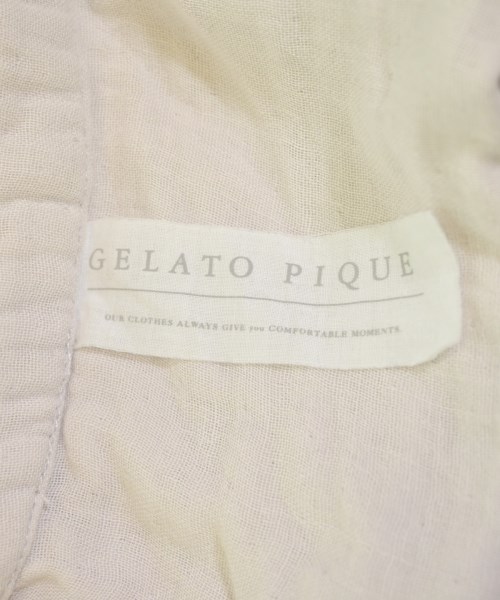 GELATO PIQUE
OUR CLOTHES ALWAYS GIVE you COMFORTABLE MOMENTS.